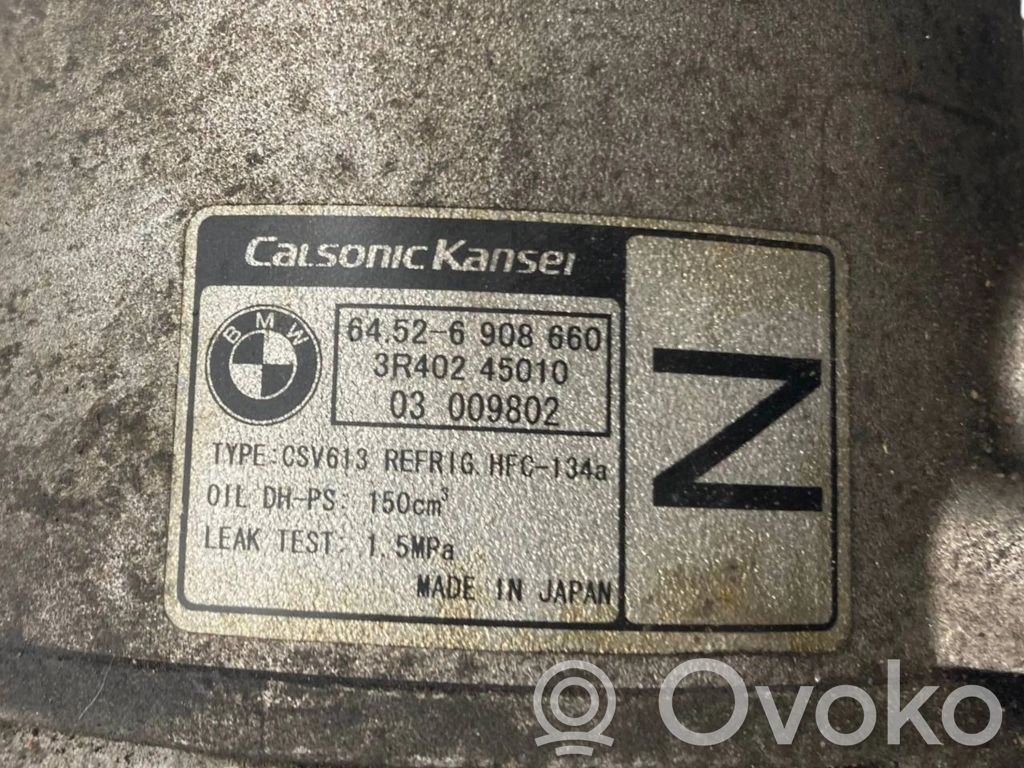 CalsonicKansei
BMW
64.52-6 908 660
3R402 45010
03 009802
TYPE:CSV613 REFRIG. HFC-134a
OIL DH-PS: 150cm³
LEAK TEST: 1.5MPa
MADE IN JAPAN
Z
Ovoko